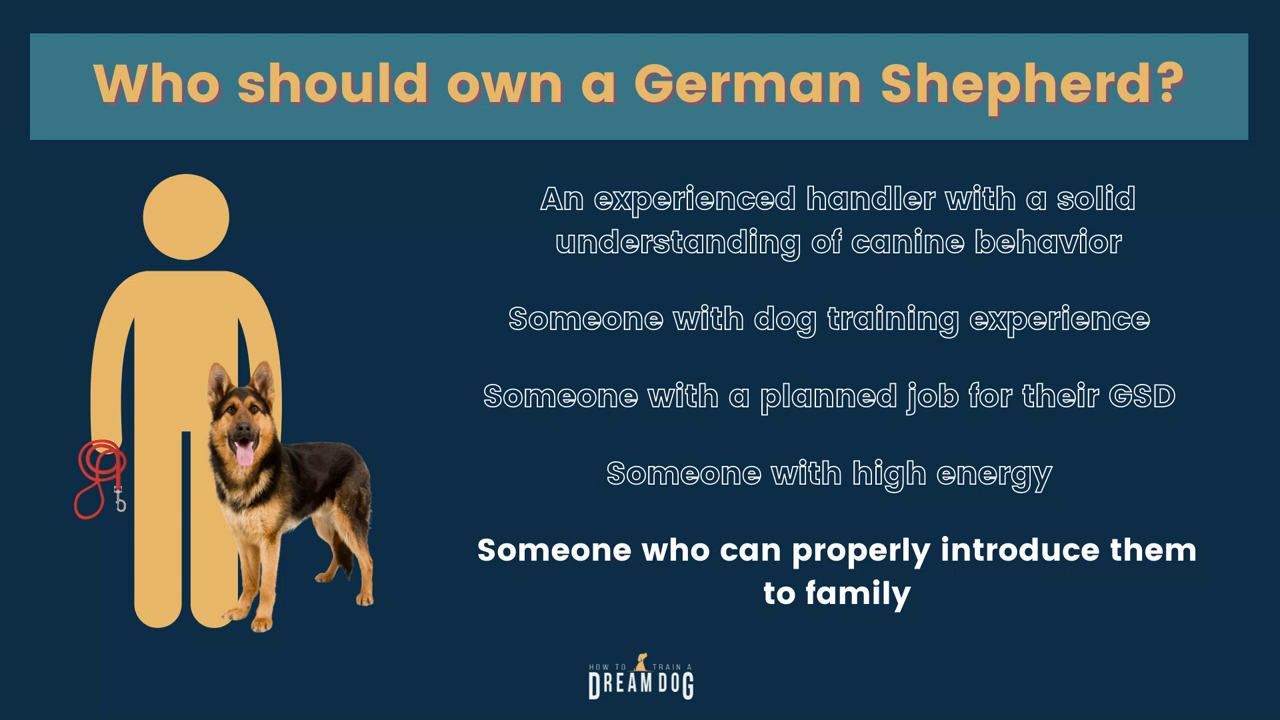 Who should own a German Shepherd?
An experienced handler with a solid
understanding of canine behavior
Someone with dog training experience
Someone with a planned job for their GSD
Someone with high energy
Someone who can properly introduce them
to family
HOW TO TRAIN A
DREAM DOG